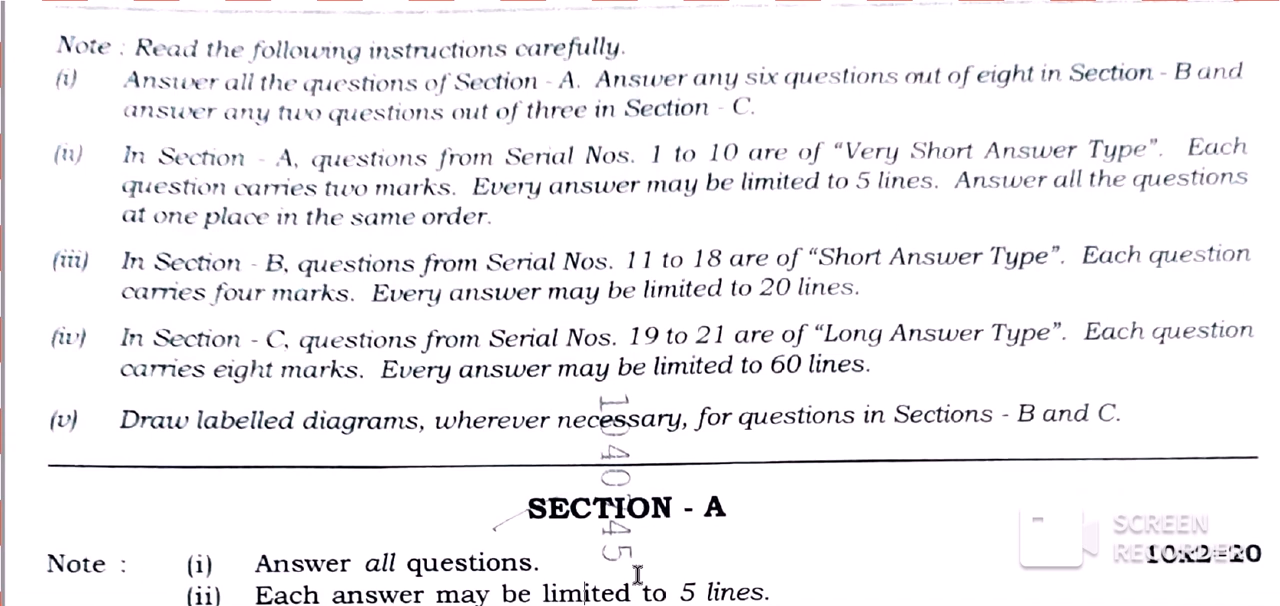 Note : Read the following instructions carefully.
(i) Answer all the questions of Section - A. Answer any six questions out of eight in Section - B and
answer any two questions out of three in Section - C.
(ii) In Section - A, questions from Serial Nos. 1 to 10 are of “Very Short Answer Type”. Each
question carries two marks. Every answer may be limited to 5 lines. Answer all the questions
at one place in the same order.
(iii) In Section - B, questions from Serial Nos. 11 to 18 are of “Short Answer Type”. Each question
carries four marks. Every answer may be limited to 20 lines.
(iv) In Section - C, questions from Serial Nos. 19 to 21 are of “Long Answer Type”. Each question
carries eight marks. Every answer may be limited to 60 lines.
(v) Draw labelled diagrams, wherever necessary, for questions in Sections - B and C.
104045
SECTION - A
SCREEN
RECORDER
Note : (i) Answer all questions. 10x2=20
(ii) Each answer may be limited to 5 lines.